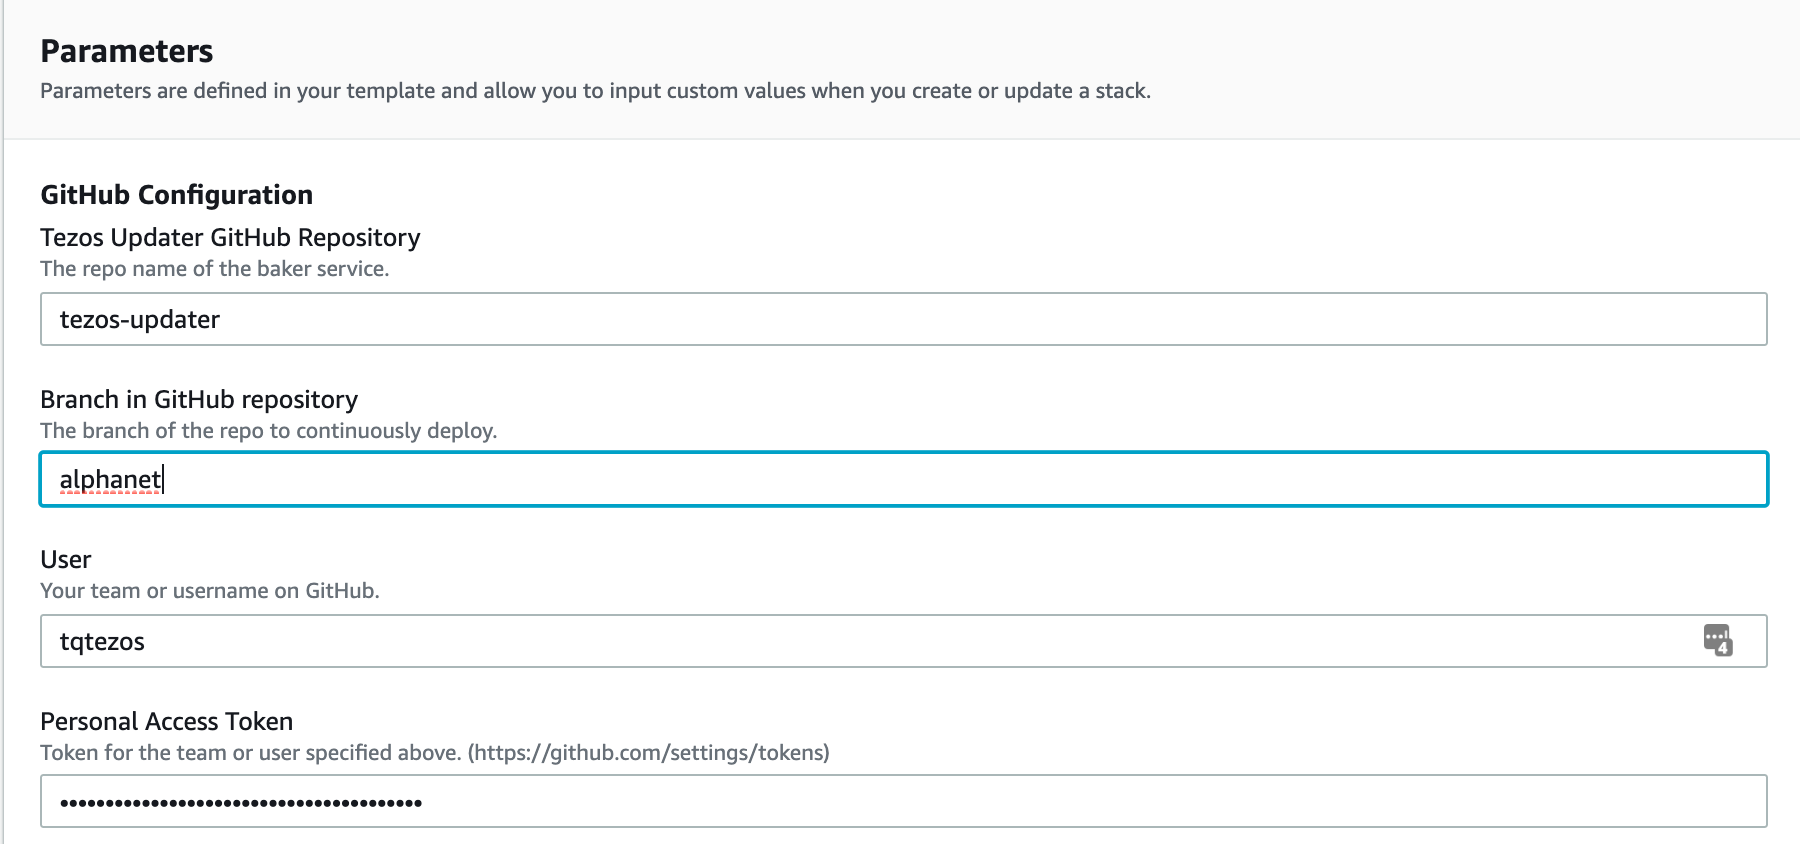 Parameters
Parameters are defined in your template and allow you to input custom values when you create or update a stack.
GitHub Configuration
Tezos Updater GitHub Repository
The repo name of the baker service.
tezos-updater
Branch in GitHub repository
The branch of the repo to continuously deploy.
alphanet
User
Your team or username on GitHub.
tqtezos
4
Personal Access Token
Token for the team or user specified above. (https://github.com/settings/tokens)
••••••••••••••••••••••••••••••••••••••••